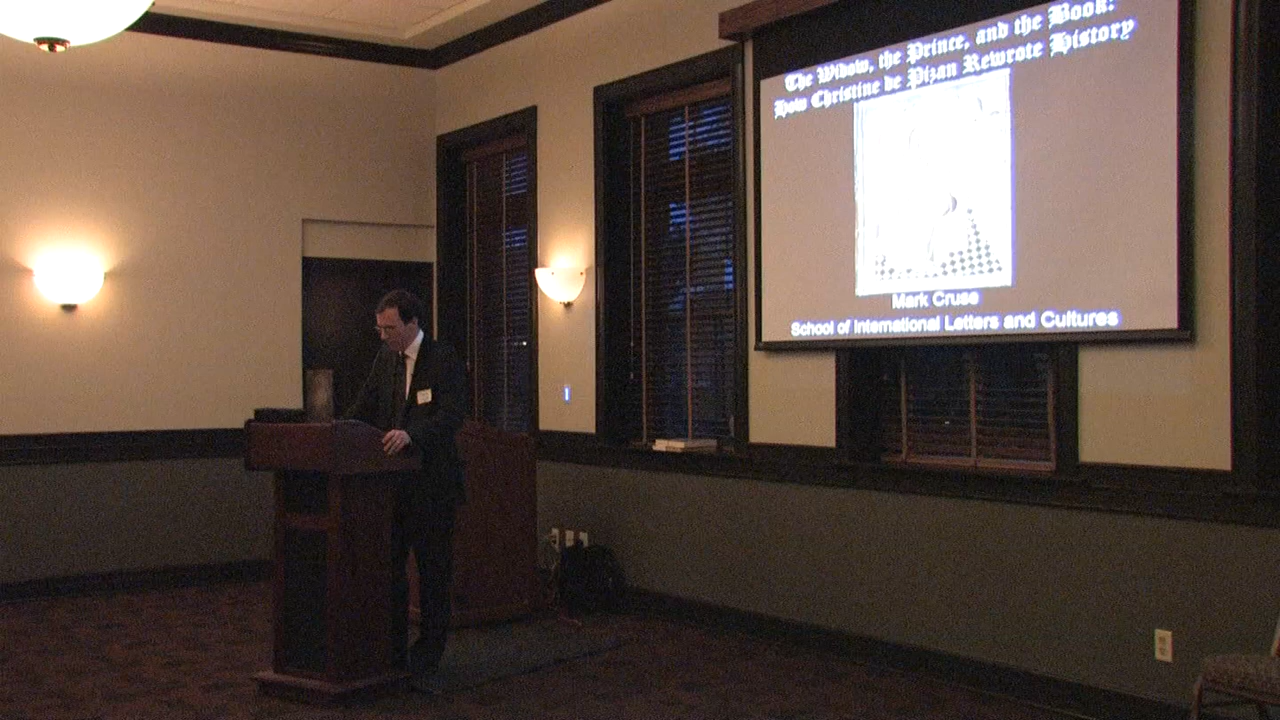 The Widow, the Prince, and the Book:
How Christine de Pizan Rewrote History
Mark Cruse
School of International Letters and Cultures